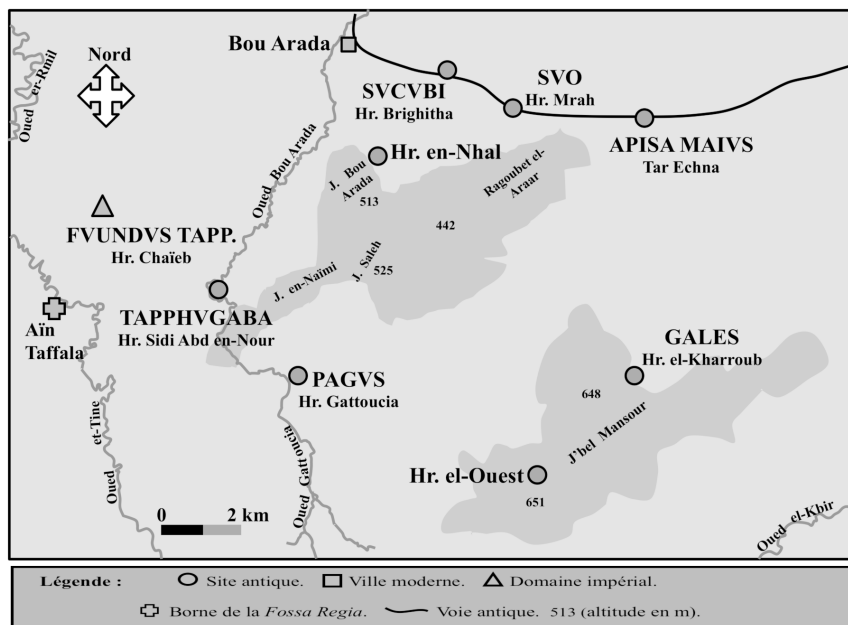 Bou Arada
Nord
Oued er-Rmil
SVCVBI
Hr. Brighitha
SVO
Hr. Mrah
APISA MAIVS
Tar Echna
Oued Bou Arada
Hr. en-Nhal
J. Bou
Arada
513
Ragoubet el-
Araar
442
FVUNDVS TAPP.
Hr. Chaïeb
J. Saleh
525
J. en-Naïmi
TAPPHVGABA
Hr. Sidi Abd en-Nour
Aïn
Taffala
GALES
Hr. el-Kharroub
PAGVS
Hr. Gattoucia
648
J'bel Mansour
Oued et-Tine
Oued Gattoucia
Hr. el-Ouest
651
Oued el-Kbir
0 2 km
Légende :
Site antique.
Ville moderne.
Domaine impérial.
Borne de la Fossa Regia.
Voie antique.
513 (altitude en m).